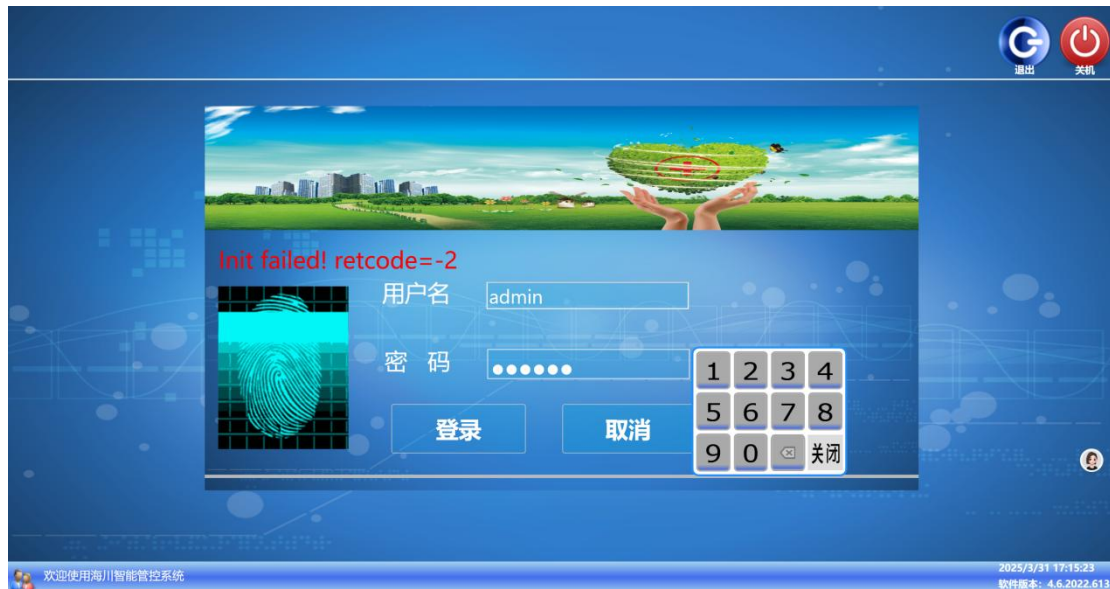 退出 关机
Init failed! retcode=-2
用户名 admin
密 码 ●●●●●●
1 2 3 4
5 6 7 8
登录 取消
9 0 关闭
2025/3/31 17:15:23
欢迎使用海川智能管控系统
软件版本：4.6.2022.613